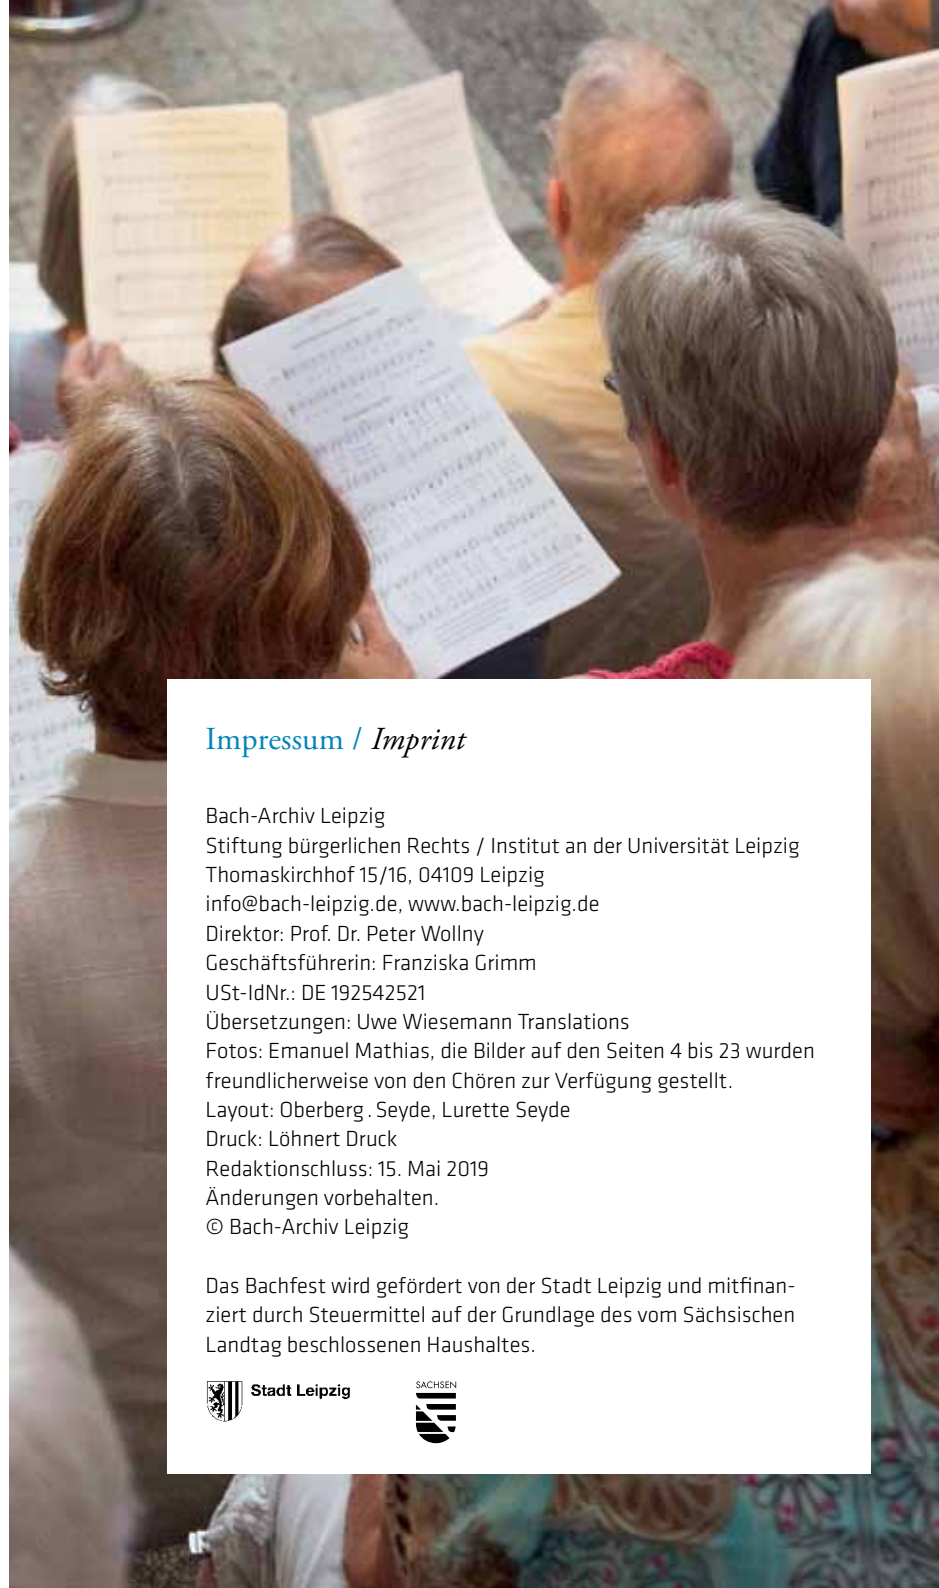 Impressum / Imprint
Bach-Archiv Leipzig
Stiftung bürgerlichen Rechts / Institut an der Universität Leipzig
Thomaskirchhof 15/16, 04109 Leipzig
info@bach-leipzig.de, www.bach-leipzig.de
Direktor: Prof. Dr. Peter Wollny
Geschäftsführerin: Franziska Grimm
USt-IdNr.: DE 192542521
Übersetzungen: Uwe Wiesemann Translations
Fotos: Emanuel Mathias, die Bilder auf den Seiten 4 bis 23 wurden
freundlicherweise von den Chören zur Verfügung gestellt.
Layout: Oberberg . Seyde, Lurette Seyde
Druck: Löhnert Druck
Redaktionschluss: 15. Mai 2019
Änderungen vorbehalten.
© Bach-Archiv Leipzig
Das Bachfest wird gefördert von der Stadt Leipzig und mitfinan-
ziert durch Steuermittel auf der Grundlage des vom Sächsischen
Landtag beschlossenen Haushaltes.
Stadt Leipzig
SACHSEN